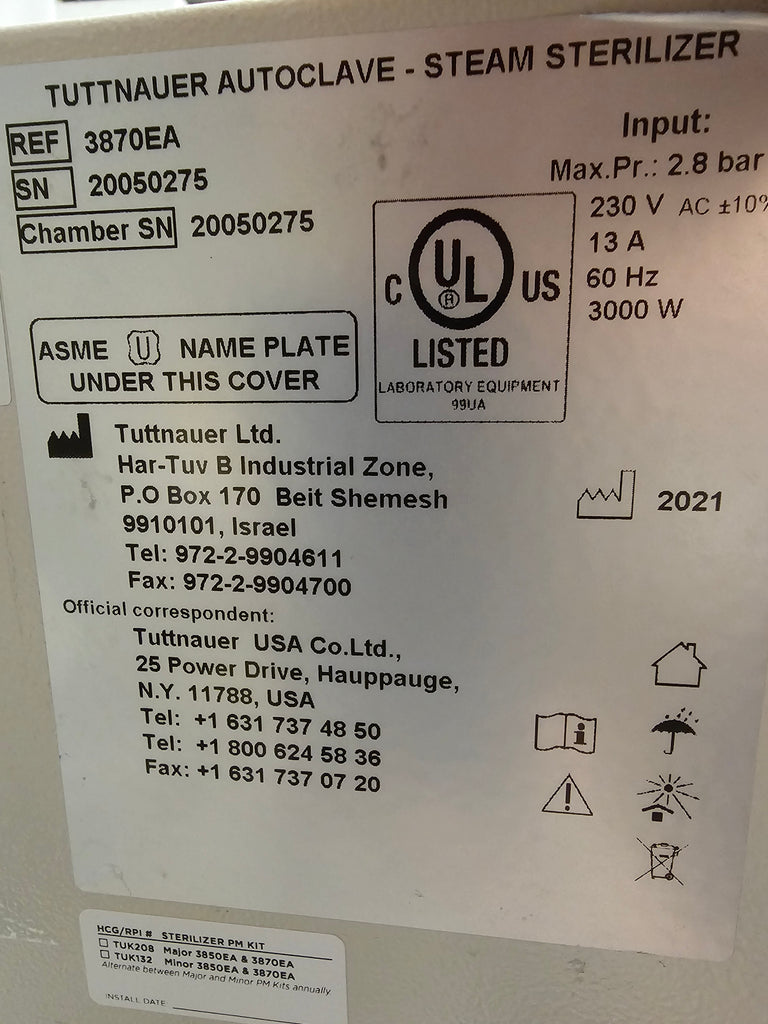 TUTTNAUER AUTOCLAVE - STEAM STERILIZER
REF 3870EA
SN 20050275
Chamber SN 20050275
Input:
Max.Pr.: 2.8 bar
230 V AC ±10%
13 A
60 Hz
3000 W
C UL ® US
LISTED
LABORATORY EQUIPMENT
99UA
ASME U NAME PLATE
UNDER THIS COVER
Tuttnauer Ltd.
Har-Tuv B Industrial Zone,
P.O Box 170 Beit Shemesh
9910101, Israel
Tel: 972-2-9904611
Fax: 972-2-9904700
2021
Official correspondent:
Tuttnauer USA Co.Ltd.,
25 Power Drive, Hauppauge,
N.Y. 11788, USA
Tel: +1 631 737 48 50
Tel: +1 800 624 58 36
Fax: +1 631 737 07 20
HCG/RPI # STERILIZER PM KIT
TUK208 Major 3850EA & 3870EA
TUK132 Minor 3850EA & 3870EA
Alternate between Major and Minor PM Kits annually
INSTALL DATE